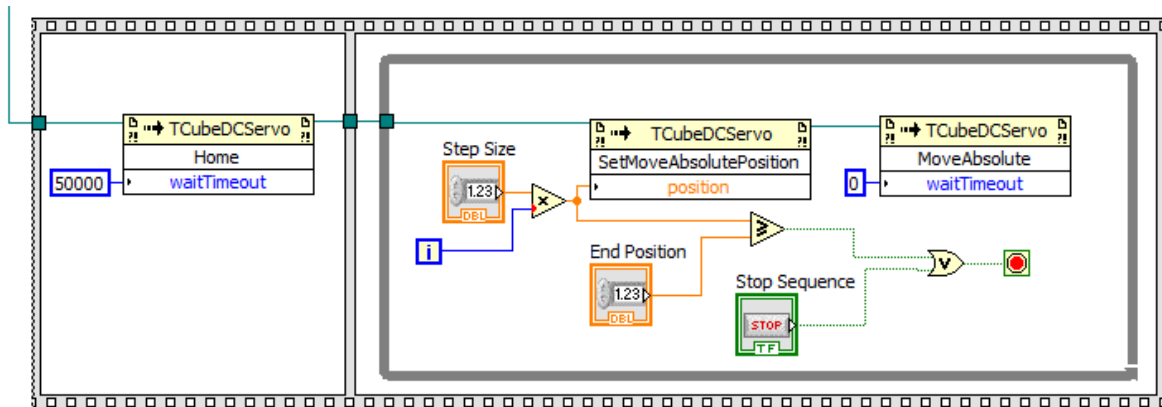 TCubeDCServo
Home
50000
waitTimeout
Step Size
1.23
DBL
i
x
TCubeDCServo
SetMoveAbsolutePosition
position
End Position
1.23
DBL
≥
TCubeDCServo
MoveAbsolute
0
waitTimeout
Stop Sequence
STOP
TF
V